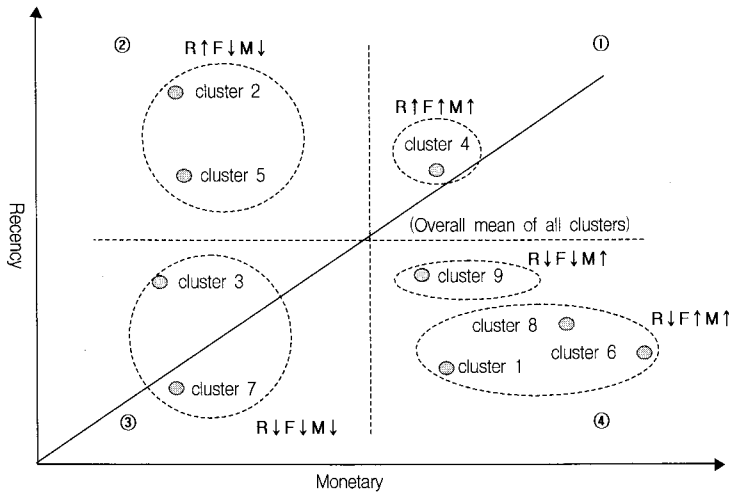 ② R↑F↓M↓ ①
cluster 2
R↑F↑M↑
cluster 4
cluster 5
(Overall mean of all clusters)
Recency
R↓F↓M↑
cluster 3
cluster 9
R↓F↑M↑
cluster 8
cluster 6
cluster 1
cluster 7
③ R↓F↓M↓ ④
Monetary